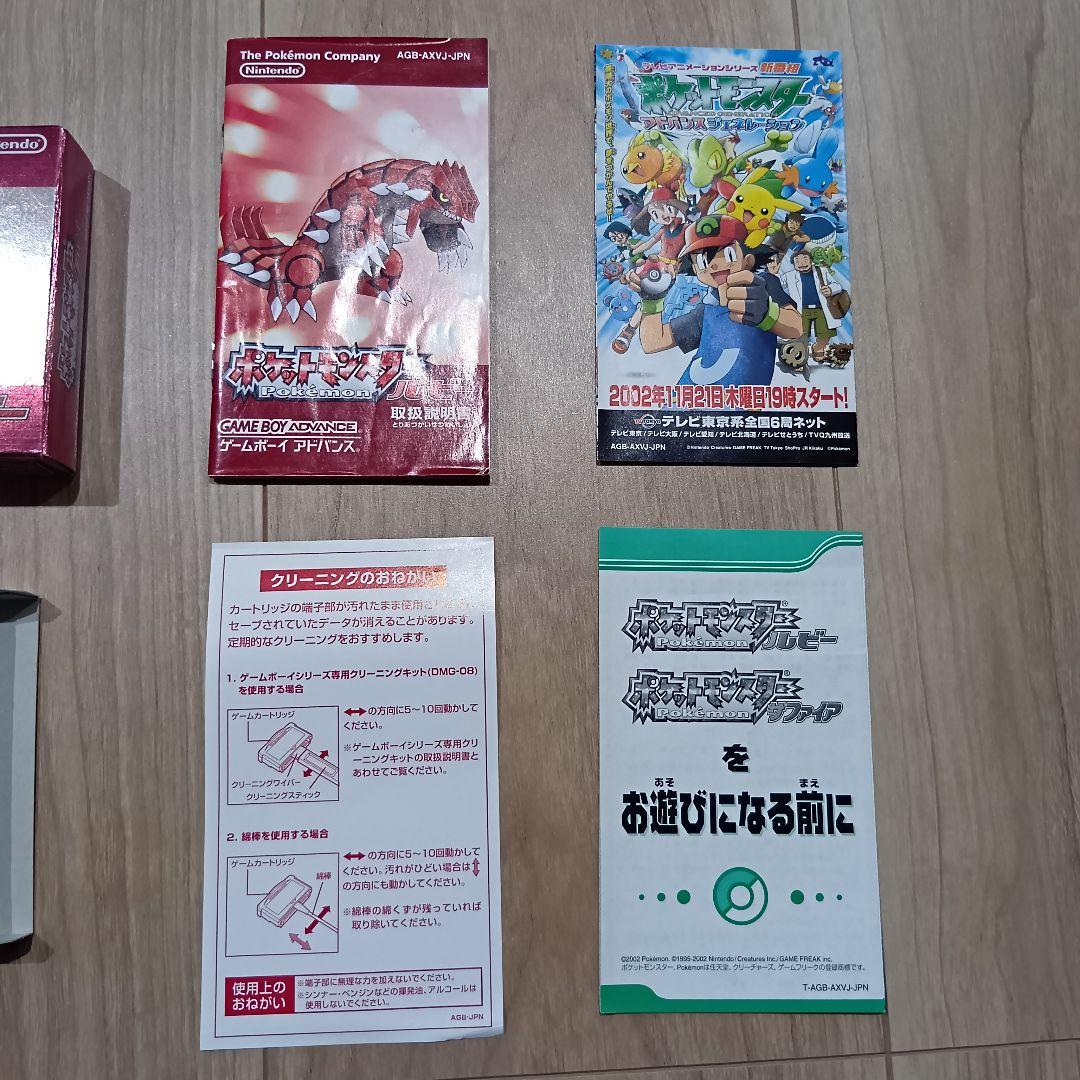 The Pokémon Company
AGB-AXVJ-JPN
Nintendo
ポケットモンスター
Pokémon
ルビー
取扱説明書
とりあつかいせつめいしょ
GAME BOY ADVANCE
ゲームボーイ アドバンス®
テレビアニメーションシリーズ 新番組
ポケットモンスター
ADVANCED GENERATION
アドバンスジェネレーション
2002年11月21日木曜日19時スタート!
テレビ東京系全国6局ネット
テレビ東京/テレビ大阪/テレビ愛知/テレビ北海道/テレビせとうち/TVQ九州放送
AGB-AXVJ-JPN
©Nintendo Creatures GAME FREAK TV Tokyo ShoPro JR Kikaku ©Pokémon
クリーニングのおねがい
カートリッジの端子部が汚れたまま使用
セーブされていたデータが消えることがあります。
定期的なクリーニングをおすすめします。
1. ゲームボーイシリーズ専用クリーニングキット(DMG-08)
を使用する場合
ゲームカートリッジ
クリーニングワイパー
クリーニングスティック
⟷の方向に5〜10回動かして
ください。
※ゲームボーイシリーズ専用クリ
ーニングキットの取扱説明書と
あわせてご覧ください。
2. 綿棒を使用する場合
ゲームカートリッジ
綿棒
⟷の方向に5〜10回動かして
ください。汚れがひどい場合は↕
の方向にも動かしてください。
※綿棒の綿くずが残っていれば
取り除いてください。
使用上の
おねがい
※端子部に無理な力を加えないでください。
※シンナー・ベンジンなどの揮発油、アルコールは
使用しないでください。
AGB-JPN
ポケットモンスター®
Pokémon
ルビー
ポケットモンスター®
Pokémon
サファイア
を
あそ まえ
お遊びになる前に
©2002 Pokémon. ©1995-2002 Nintendo/Creatures Inc./GAME FREAK inc.
ポケットモンスター、Pokémonは任天堂、クリーチャーズ、ゲームフリークの登録商標です。
T-AGB-AXVJ-JPN